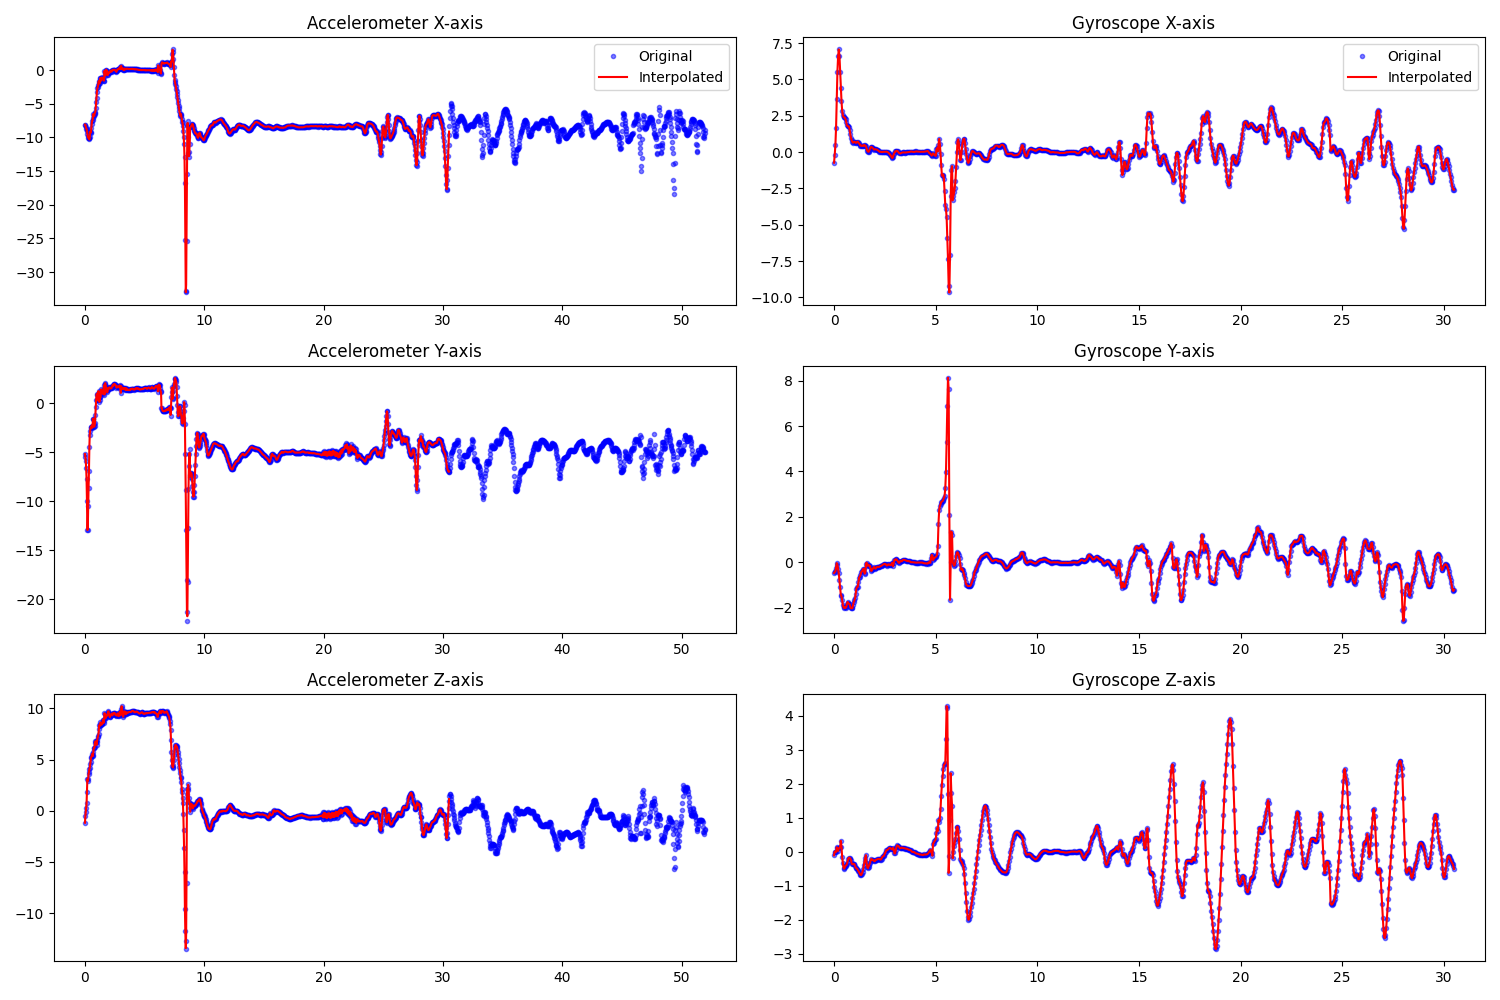 Accelerometer X-axis
Original
Interpolated
0
−5
−10
−15
−20
−25
−30
0 10 20 30 40 50
Gyroscope X-axis
Original
Interpolated
7.5
5.0
2.5
0.0
−2.5
−5.0
−7.5
−10.0
0 5 10 15 20 25 30
Accelerometer Y-axis
0
−5
−10
−15
−20
0 10 20 30 40 50
Gyroscope Y-axis
8
6
4
2
0
−2
0 5 10 15 20 25 30
Accelerometer Z-axis
10
5
0
−5
−10
0 10 20 30 40 50
Gyroscope Z-axis
4
3
2
1
0
−1
−2
−3
0 5 10 15 20 25 30